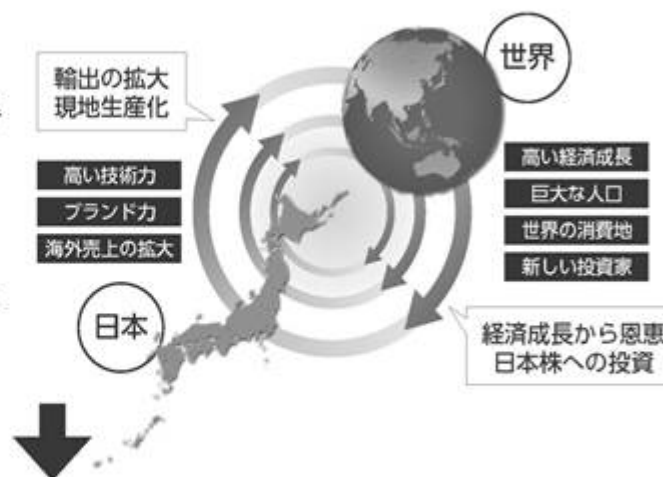 世界
輸出の拡大
現地生産化
高い技術力
ブランド力
海外売上の拡大
高い経済成長
巨大な人口
世界の消費地
新しい投資家
日本
経済成長から恩恵
日本株への投資